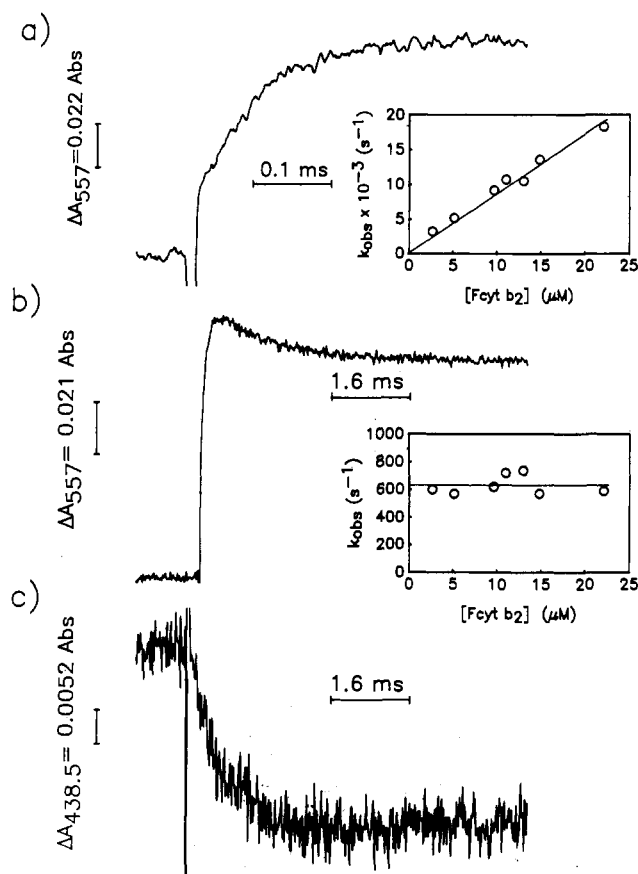 a)
ΔA557=0.022 Abs
0.1 ms
kobs x 10−3 (s−1)
20
15
10
5
0
0 5 10 15 20 25
[Fcyt b2] (μM)
b)
ΔA557= 0.021 Abs
1.6 ms
kobs (s−1)
1000
800
600
400
200
0
0 5 10 15 20 25
[Fcyt b2] (μM)
c)
ΔA438.5= 0.0052 Abs
1.6 ms